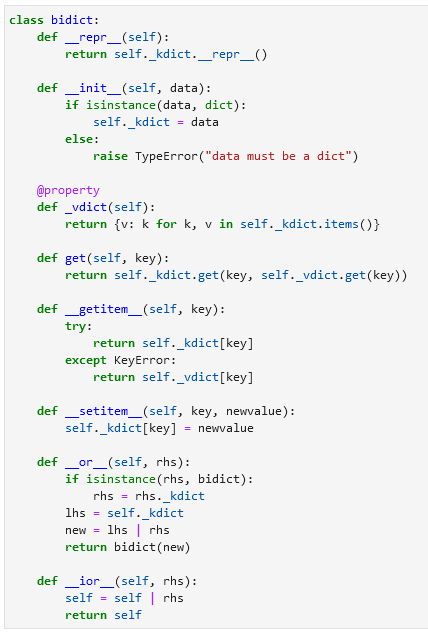 class bidict:
    def __repr__(self):
        return self._kdict.__repr__()

    def __init__(self, data):
        if isinstance(data, dict):
            self._kdict = data
        else:
            raise TypeError("data must be a dict")

    @property
    def _vdict(self):
        return {v: k for k, v in self._kdict.items()}

    def get(self, key):
        return self._kdict.get(key, self._vdict.get(key))

    def __getitem__(self, key):
        try:
            return self._kdict[key]
        except KeyError:
            return self._vdict[key]

    def __setitem__(self, key, newvalue):
        self._kdict[key] = newvalue

    def __or__(self, rhs):
        if isinstance(rhs, bidict):
            rhs = rhs._kdict
        lhs = self._kdict
        new = lhs | rhs
        return bidict(new)

    def __ior__(self, rhs):
        self = self | rhs
        return self